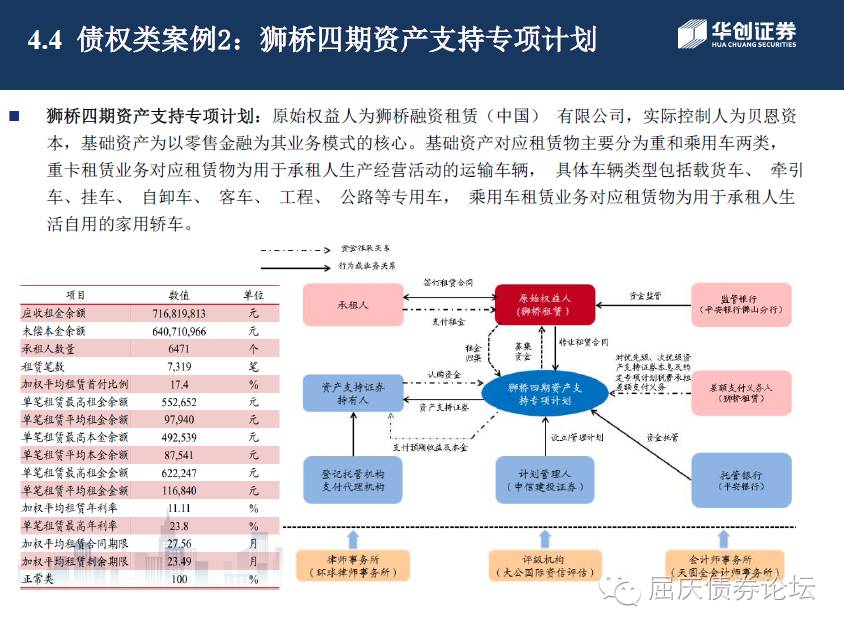 4.4 债权类案例2：狮桥四期资产支持专项计划
华创证券
HUA CHUANG SECURITIES
狮桥四期资产支持专项计划：原始权益人为狮桥融资租赁（中国） 有限公司，实际控制人为贝恩资
本，基础资产为以零售金融为其业务模式的核心。基础资产对应租赁物主要分为重和乘用车两类，
重卡租赁业务对应租赁物为用于承租人生产经营活动的运输车辆， 具体车辆类型包括载货车、 牵引
车、挂车、 自卸车、 客车、 工程、 公路等专用车， 乘用车租赁业务对应租赁物为用于承租人生
活自用的家用轿车。
资金往来关系
行为或业务关系
项目 数值 单位
应收租金余额 716,819,813 元
未偿本金余额 640,710,966 元
承租人数量 6471 个
租赁笔数 7,319 笔
加权平均租赁首付比例 17.4 %
单笔租赁最高租金余额 552,652 元
单笔租赁平均租金余额 97,940 元
单笔租赁最高本金余额 492,539 元
单笔租赁平均本金余额 87,541 元
单笔租赁最高租金金额 622,247 元
单笔租赁平均租金金额 116,840 元
加权平均租赁年利率 11.11 %
单笔租赁最高年利率 23.8 %
加权平均租赁合同期限 27.56 月
加权平均租赁剩余期限 23.49 月
正常类 100 %
承租人
签订租赁合同
支付租金
原始权益人
（狮桥租赁）
资金监管
监管银行
（平安银行佛山分行）
租金
归集
募集
资金
转让租赁合同
资产支持证券
持有人
认购资金
资产支持证券
狮桥四期资产支
持专项计划
对优先级、次优级资
产支持证券本息及约
定专项计划税费承担
差额支付义务
差额支付义务人
（狮桥租赁）
支付预期收益及本金
设立/管理计划
资金托管
登记托管机构
支付代理机构
计划管理人
（中信建投证券）
托管银行
（平安银行）
律师事务所
（环球律师事务所）
评级机构
（大公国际资信评估）
会计师事务所
（天圆全会计师事务所）
屈庆债券论坛